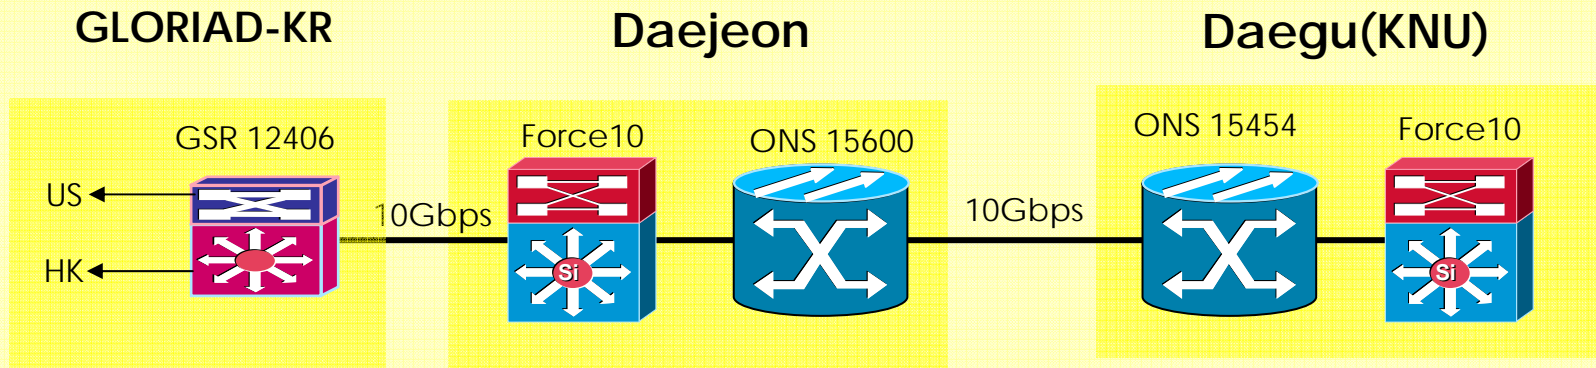 GLORIAD-KR
Daejeon
Daegu(KNU)
GSR 12406
Force10
ONS 15600
ONS 15454
Force10
US
HK
10Gbps
10Gbps
Si
Si